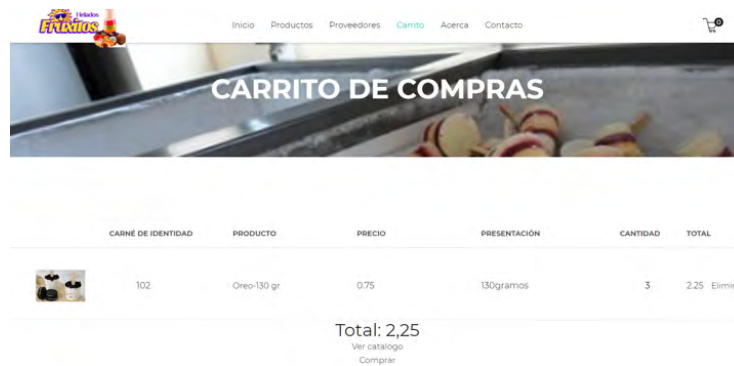 Helados
Fruxitos
Inicio Productos Proveedores Carrito Acerca Contacto
0
CARRITO DE COMPRAS
CARNÉ DE IDENTIDAD PRODUCTO PRECIO PRESENTACIÓN CANTIDAD TOTAL
102 Oreo-130 gr 0.75 130gramos 3 2.25
Total: 2,25
Ver catalogo
Comprar